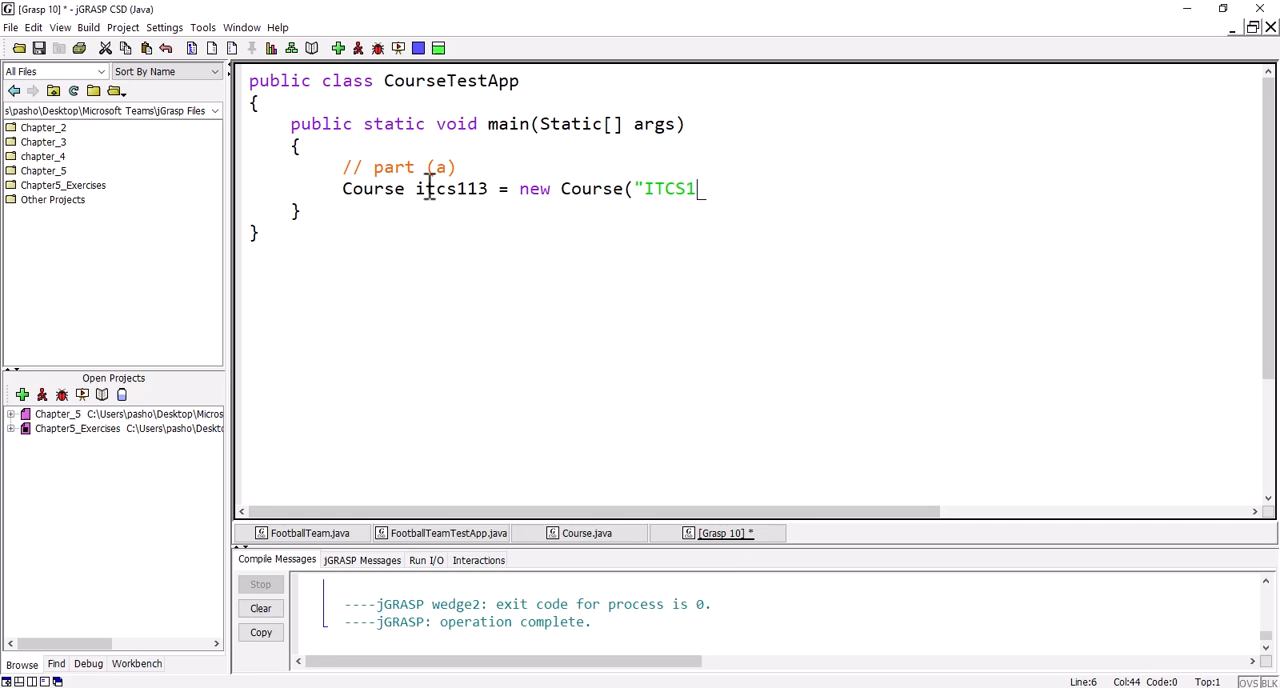 [Grasp 10] * - jGRASP CSD (Java)
File Edit View Build Project Settings Tools Window Help
All Files Sort By Name
s\pasho\Desktop\Microsoft Teams\jGrasp Files
Chapter_2
Chapter_3
chapter_4
Chapter_5
Chapter5_Exercises
Other Projects
Open Projects
Chapter_5 C:\Users\pasho\Desktop\Micros
Chapter5_Exercises C:\Users\pasho\Deskto
Browse Find Debug Workbench
public class CourseTestApp
{
public static void main(Static[] args)
{
// part (a)
Course itcs113 = new Course("ITCS1
}
}
FootballTeam.java FootballTeamTestApp.java Course.java [Grasp 10] *
Compile Messages jGRASP Messages Run I/O Interactions
Stop
Clear
Copy
----jGRASP wedge2: exit code for process is 0.
----jGRASP: operation complete.
Line:6 Col:44 Code:0 Top:1 OVS BLK